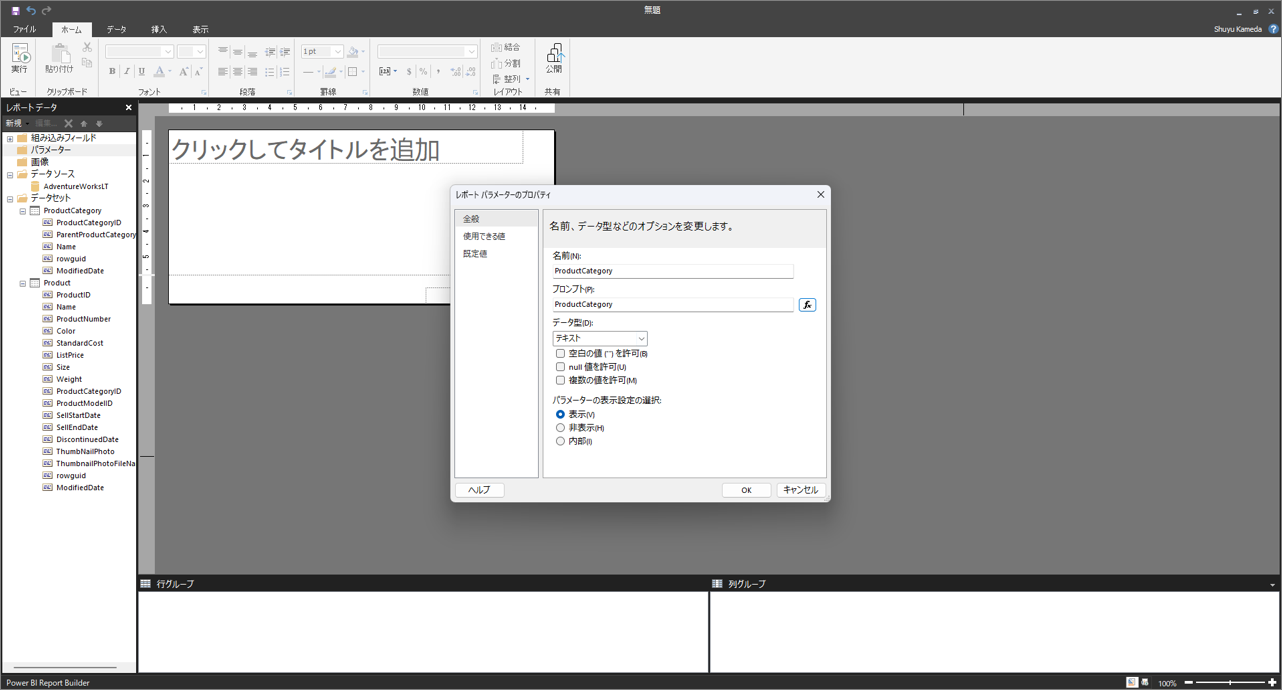 無題
ファイル ホーム データ 挿入 表示
Shuyu Kameda
実行
貼り付け
B I U A A A
1 pt
$ % ,
結合
分割
整列
公開
ビュー クリップボード フォント 段落 罫線 数値 レイアウト 共有
レポート データ
新規 編集...
組み込みフィールド
パラメーター
画像
データ ソース
AdventureWorksLT
データセット
ProductCategory
ProductCategoryID
ParentProductCategory
Name
rowguid
ModifiedDate
Product
ProductID
Name
ProductNumber
Color
StandardCost
ListPrice
Size
Weight
ProductCategoryID
ProductModelID
SellStartDate
SellEndDate
DiscontinuedDate
ThumbNailPhoto
ThumbnailPhotoFileNa
rowguid
ModifiedDate
1 2 3 4 5 6 7 8 9 10 11 12 13 14
1
2
3
4
5
クリックしてタイトルを追加
レポート パラメーターのプロパティ
全般
使用できる値
既定値
名前、データ型などのオプションを変更します。
名前(N):
ProductCategory
プロンプト(P):
ProductCategory
fx
データ型(D):
テキスト
空白の値 ("") を許可(B)
null 値を許可(U)
複数の値を許可(M)
パラメーターの表示設定の選択:
表示(V)
非表示(H)
内部(I)
ヘルプ OK キャンセル
行グループ
列グループ
Power BI Report Builder
100%